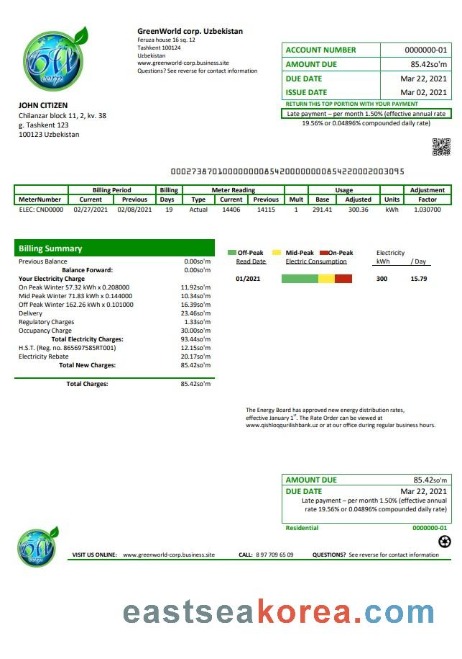 GreenWorld corp. Uzbekistan
Feruza house 16 sq. 12
Tashkent 100124
Uzbekistan
www.greenworld-corp.business.site
Questions? See reverse for contact information
ACCOUNT NUMBER 0000000-01
AMOUNT DUE 85.42so'm
DUE DATE Mar 22, 2021
ISSUE DATE Mar 02, 2021
RETURN THIS TOP PORTION WITH YOUR PAYMENT
Late payment – per month 1.50% (effective annual rate
19.56% or 0.04896% compounded daily rate)
JOHN CITIZEN
Chilanzar block 11, 2, kv. 38
g. Tashkent 123
100123 Uzbekistan
Billing Period Billing Meter Reading Usage Adjustment
MeterNumber Current Previous Days Type Current Previous Mult Base Adjusted Units Factor
ELEC: CND0000 02/27/2021 02/08/2021 19 Actual 14406 14115 1 291.41 300.36 kWh 1.030700
Billing Summary
Previous Balance 0.00so'm
Balance Forward: 0.00so'm
Your Electricity Charge
On Peak Winter 57.32 kWh x 0.208000 11.92so'm
Mid Peak Winter 71.83 kWh x 0.144000 10.34so'm
Off Peak Winter 162.26 kWh x 0.101000 16.39so'm
Delivery 23.46so'm
Regulatory Charges 1.33so'm
Occupancy Charge 30.00so'm
Total Electricity Charges: 93.44so'm
H.S.T. (Reg. no. 865697585RT001) 12.15so'm
Electricity Rebate 20.17so'm
Total New Charges: 85.42so'm
Total Charges: 85.42so'm
Off-Peak Mid-Peak On-Peak Electricity
Read Date Electric Consumption kWh / Day
01/2021 300 15.79
The Energy Board has approved new energy distribution rates,
effective January 1st. The Rate Order can be viewed at
www.qishloqqurilishbank.uz or at our office during regular business hours.
AMOUNT DUE 85.42so'm
DUE DATE Mar 22, 2021
Late payment – per month 1.50% (effective annual
rate 19.56% or 0.04896% compounded daily rate)
Residential 0000000-01
VISIT US ONLINE: www.greenworld-corp.business.site CALL: 8 97 709 65 09 QUESTIONS? See reverse for contact information
eastseakorea.com